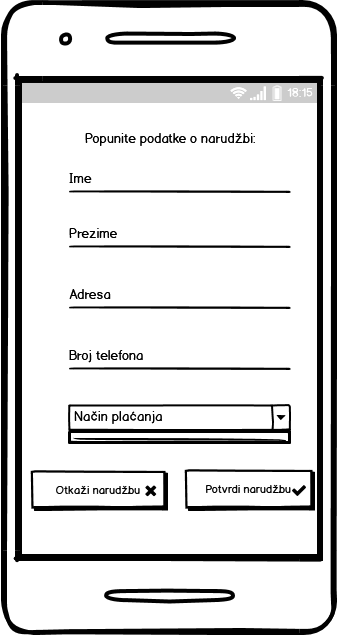 18:15
Popunite podatke o narudžbi:
Ime
Prezime
Adresa
Broj telefona
Način plaćanja
Otkaži narudžbu
Potvrdi narudžbu